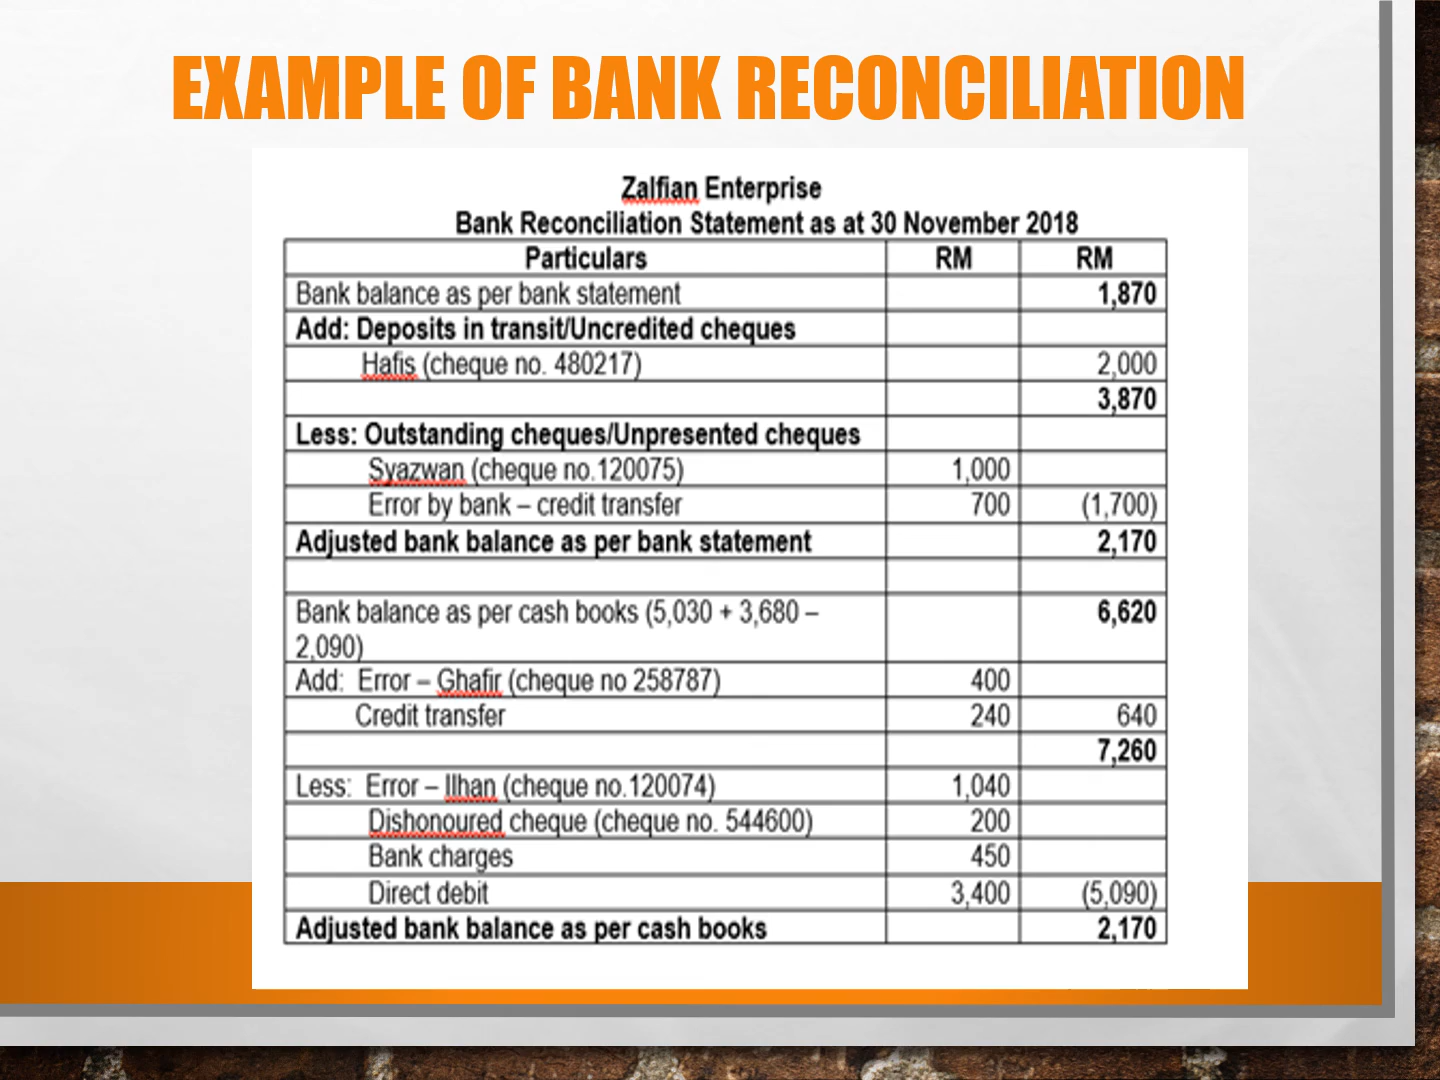 EXAMPLE OF BANK RECONCILIATION
Zalfian Enterprise
Bank Reconciliation Statement as at 30 November 2018
Particulars RM RM
Bank balance as per bank statement 1,870
Add: Deposits in transit/Uncredited cheques
Hafis (cheque no. 480217) 2,000
3,870
Less: Outstanding cheques/Unpresented cheques
Syazwan (cheque no.120075) 1,000
Error by bank – credit transfer 700 (1,700)
Adjusted bank balance as per bank statement 2,170
Bank balance as per cash books (5,030 + 3,680 – 6,620
2,090)
Add: Error – Ghafir (cheque no 258787) 400
Credit transfer 240 640
7,260
Less: Error – Ilhan (cheque no.120074) 1,040
Dishonoured cheque (cheque no. 544600) 200
Bank charges 450
Direct debit 3,400 (5,090)
Adjusted bank balance as per cash books 2,170